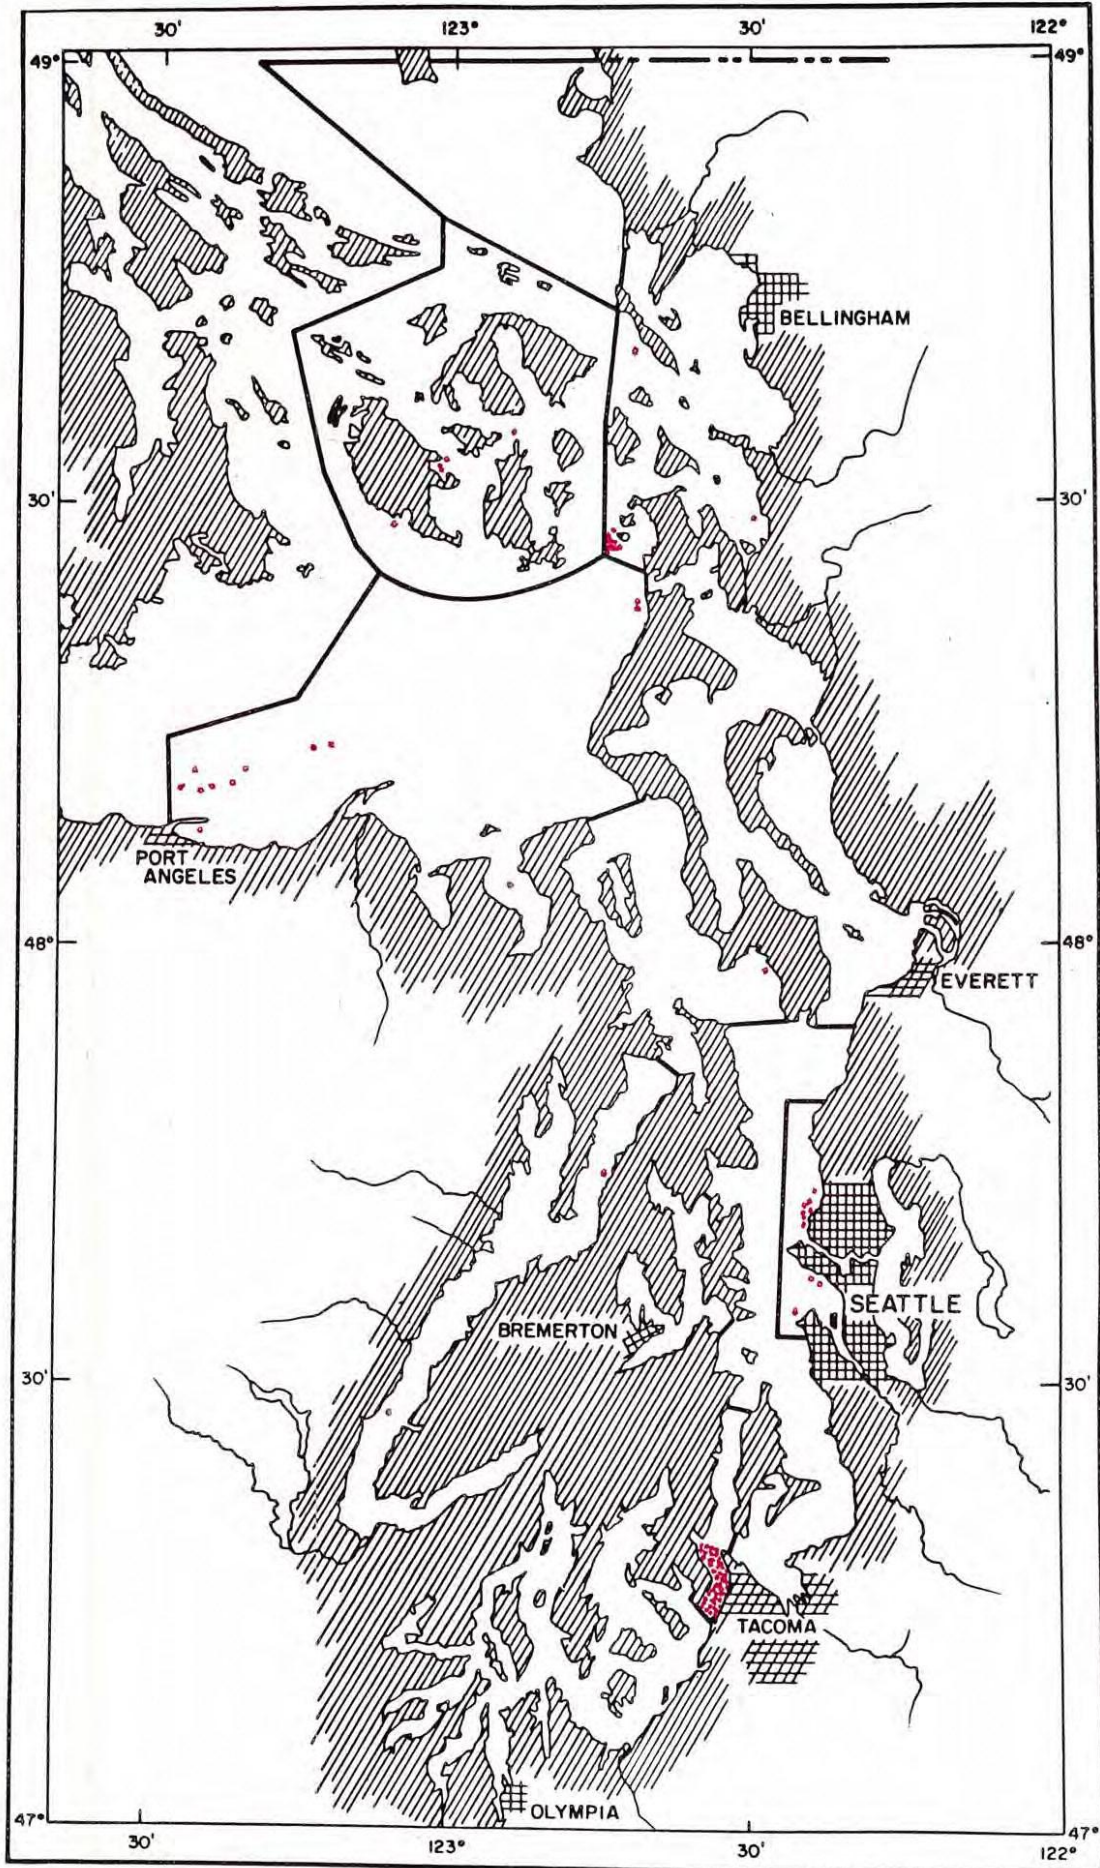 30'
123°
30'
122°
49°
49°
BELLINGHAM
30'
30'
PORT
ANGELES
48°
48°
EVERETT
SEATTLE
BREMERTON
30'
30'
TACOMA
OLYMPIA
47°
47°
30'
123°
30'
122°